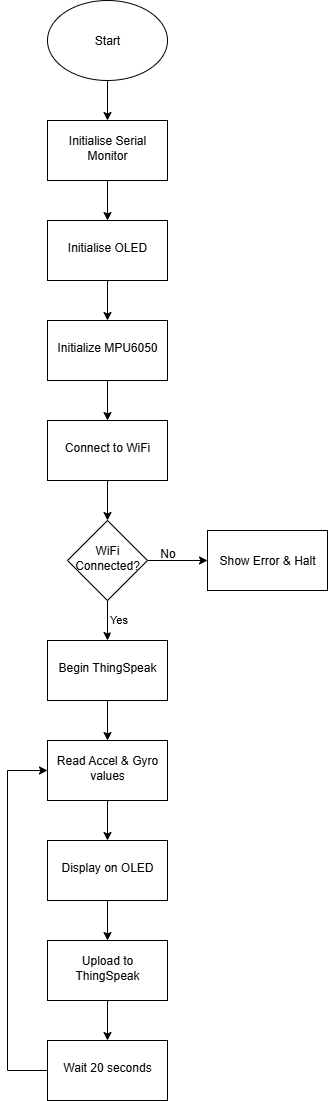 Start
Initialise Serial
Monitor
Initialise OLED
Initialize MPU6050
Connect to WiFi
WiFi
Connected?
No
Show Error & Halt
Yes
Begin ThingSpeak
Read Accel & Gyro
values
Display on OLED
Upload to
ThingSpeak
Wait 20 seconds